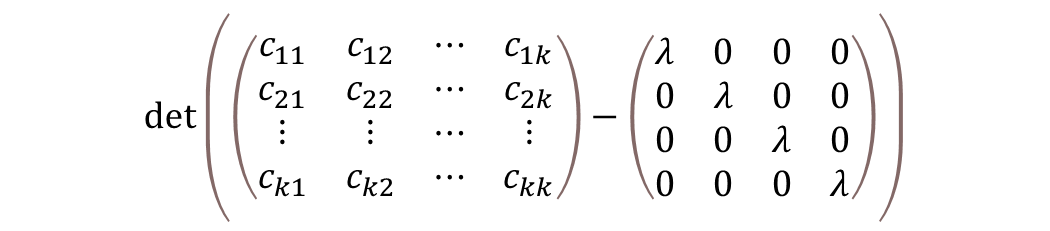 det ( ( c₁₁ c₁₂ ⋯ c₁ₖ
c₂₁ c₂₂ ⋯ c₂ₖ
⋮ ⋮ ⋯ ⋮
cₖ₁ cₖ₂ ⋯ cₖₖ ) − ( λ 0 0 0
0 λ 0 0
0 0 λ 0
0 0 0 λ ) )